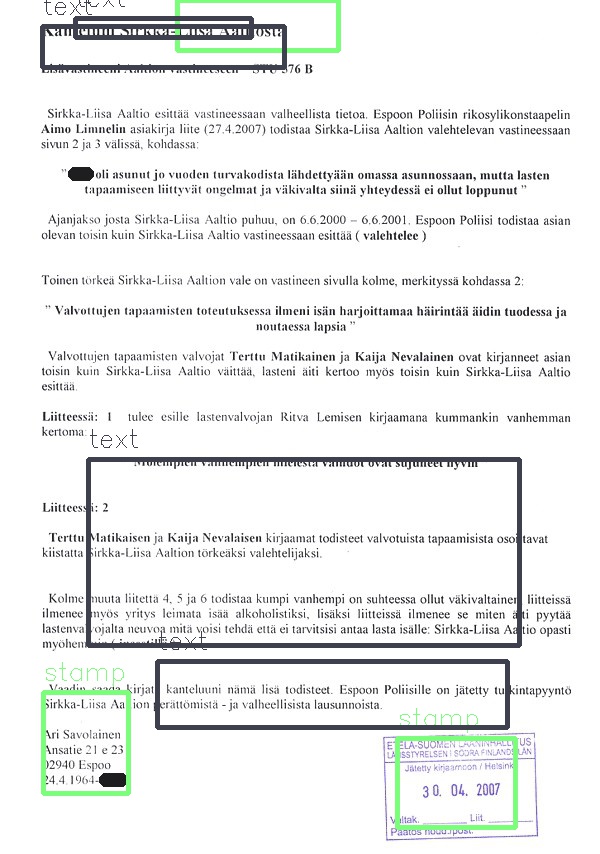 text
text
Kanteluni Sirkka-Liisa Aaltiosta
Lisävastineeni Aaltion vastineeseen STU 576 B
Sirkka-Liisa Aaltio esittää vastineessaan valheellista tietoa. Espoon Poliisin rikosylikonstaapelin
Aimo Limnelin asiakirja liite (27.4.2007) todistaa Sirkka-Liisa Aaltion valehtelevan vastineessaan
sivun 2 ja 3 välissä, kohdassa:
" oli asunut jo vuoden turvakodista lähdettyään omassa asunnossaan, mutta lasten
tapaamiseen liittyvät ongelmat ja väkivalta siinä yhteydessä ei ollut loppunut "
Ajanjakso josta Sirkka-Liisa Aaltio puhuu, on 6.6.2000 – 6.6.2001. Espoon Poliisi todistaa asian
olevan toisin kuin Sirkka-Liisa Aaltio vastineessaan esittää ( valehtelee )
Toinen törkeä Sirkka-Liisa Aaltion vale on vastineen sivulla kolme, merkityssä kohdassa 2:
" Valvottujen tapaamisten toteutuksessa ilmeni isän harjoittamaa häirintää äidin tuodessa ja
noutaessa lapsia "
Valvottujen tapaamisten valvojat Terttu Matikainen ja Kaija Nevalainen ovat kirjanneet asian
toisin kuin Sirkka-Liisa Aaltio väittää, lasteni äiti kertoo myös toisin kuin Sirkka-Liisa Aaltio
esittää.
Liitteessä: 1 tulee esille lastenvalvojan Ritva Lemisen kirjaamana kummankin vanhemman
kertoma:
text
Molempien vanhempien mielestä vaihdot ovat sujuneet hyvin
Liitteessä: 2
Terttu Matikaisen ja Kaija Nevalaisen kirjaamat todisteet valvotuista tapaamisista osoittavat
kiistatta Sirkka-Liisa Aaltion törkeäksi valehtelijaksi.
Kolme muuta liitettä 4, 5 ja 6 todistaa kumpi vanhempi on suhteessa ollut väkivaltainen, liitteissä
ilmenee myös yritys leimata isää alkoholistiksi, lisäksi liitteissä ilmenee se miten äiti pyytää
lastenvalvojalta neuvoa mitä voisi tehdä että ei tarvitsisi antaa lasta isälle: Sirkka-Liisa Aaltio opasti
myöhemmin (
text
stamp
Vaadin saada kirjata kanteluuni nämä lisä todisteet. Espoon Poliisille on jätetty tutkintapyyntö
Sirkka-Liisa Aaltion perättömistä - ja valheellisista lausunnoista.
stamp
Ari Savolainen
Ansatie 21 e 23
02940 Espoo
24.4.1964-
ETELÄ-SUOMEN LÄÄNINHALLITUS
LÄNSSTYRELSEN I SÖDRA FINLANDS LÄN
Jätetty kirjaamoon / Helsinki
30. 04. 2007
Valtak. Liit.
Päätös nuud./post.